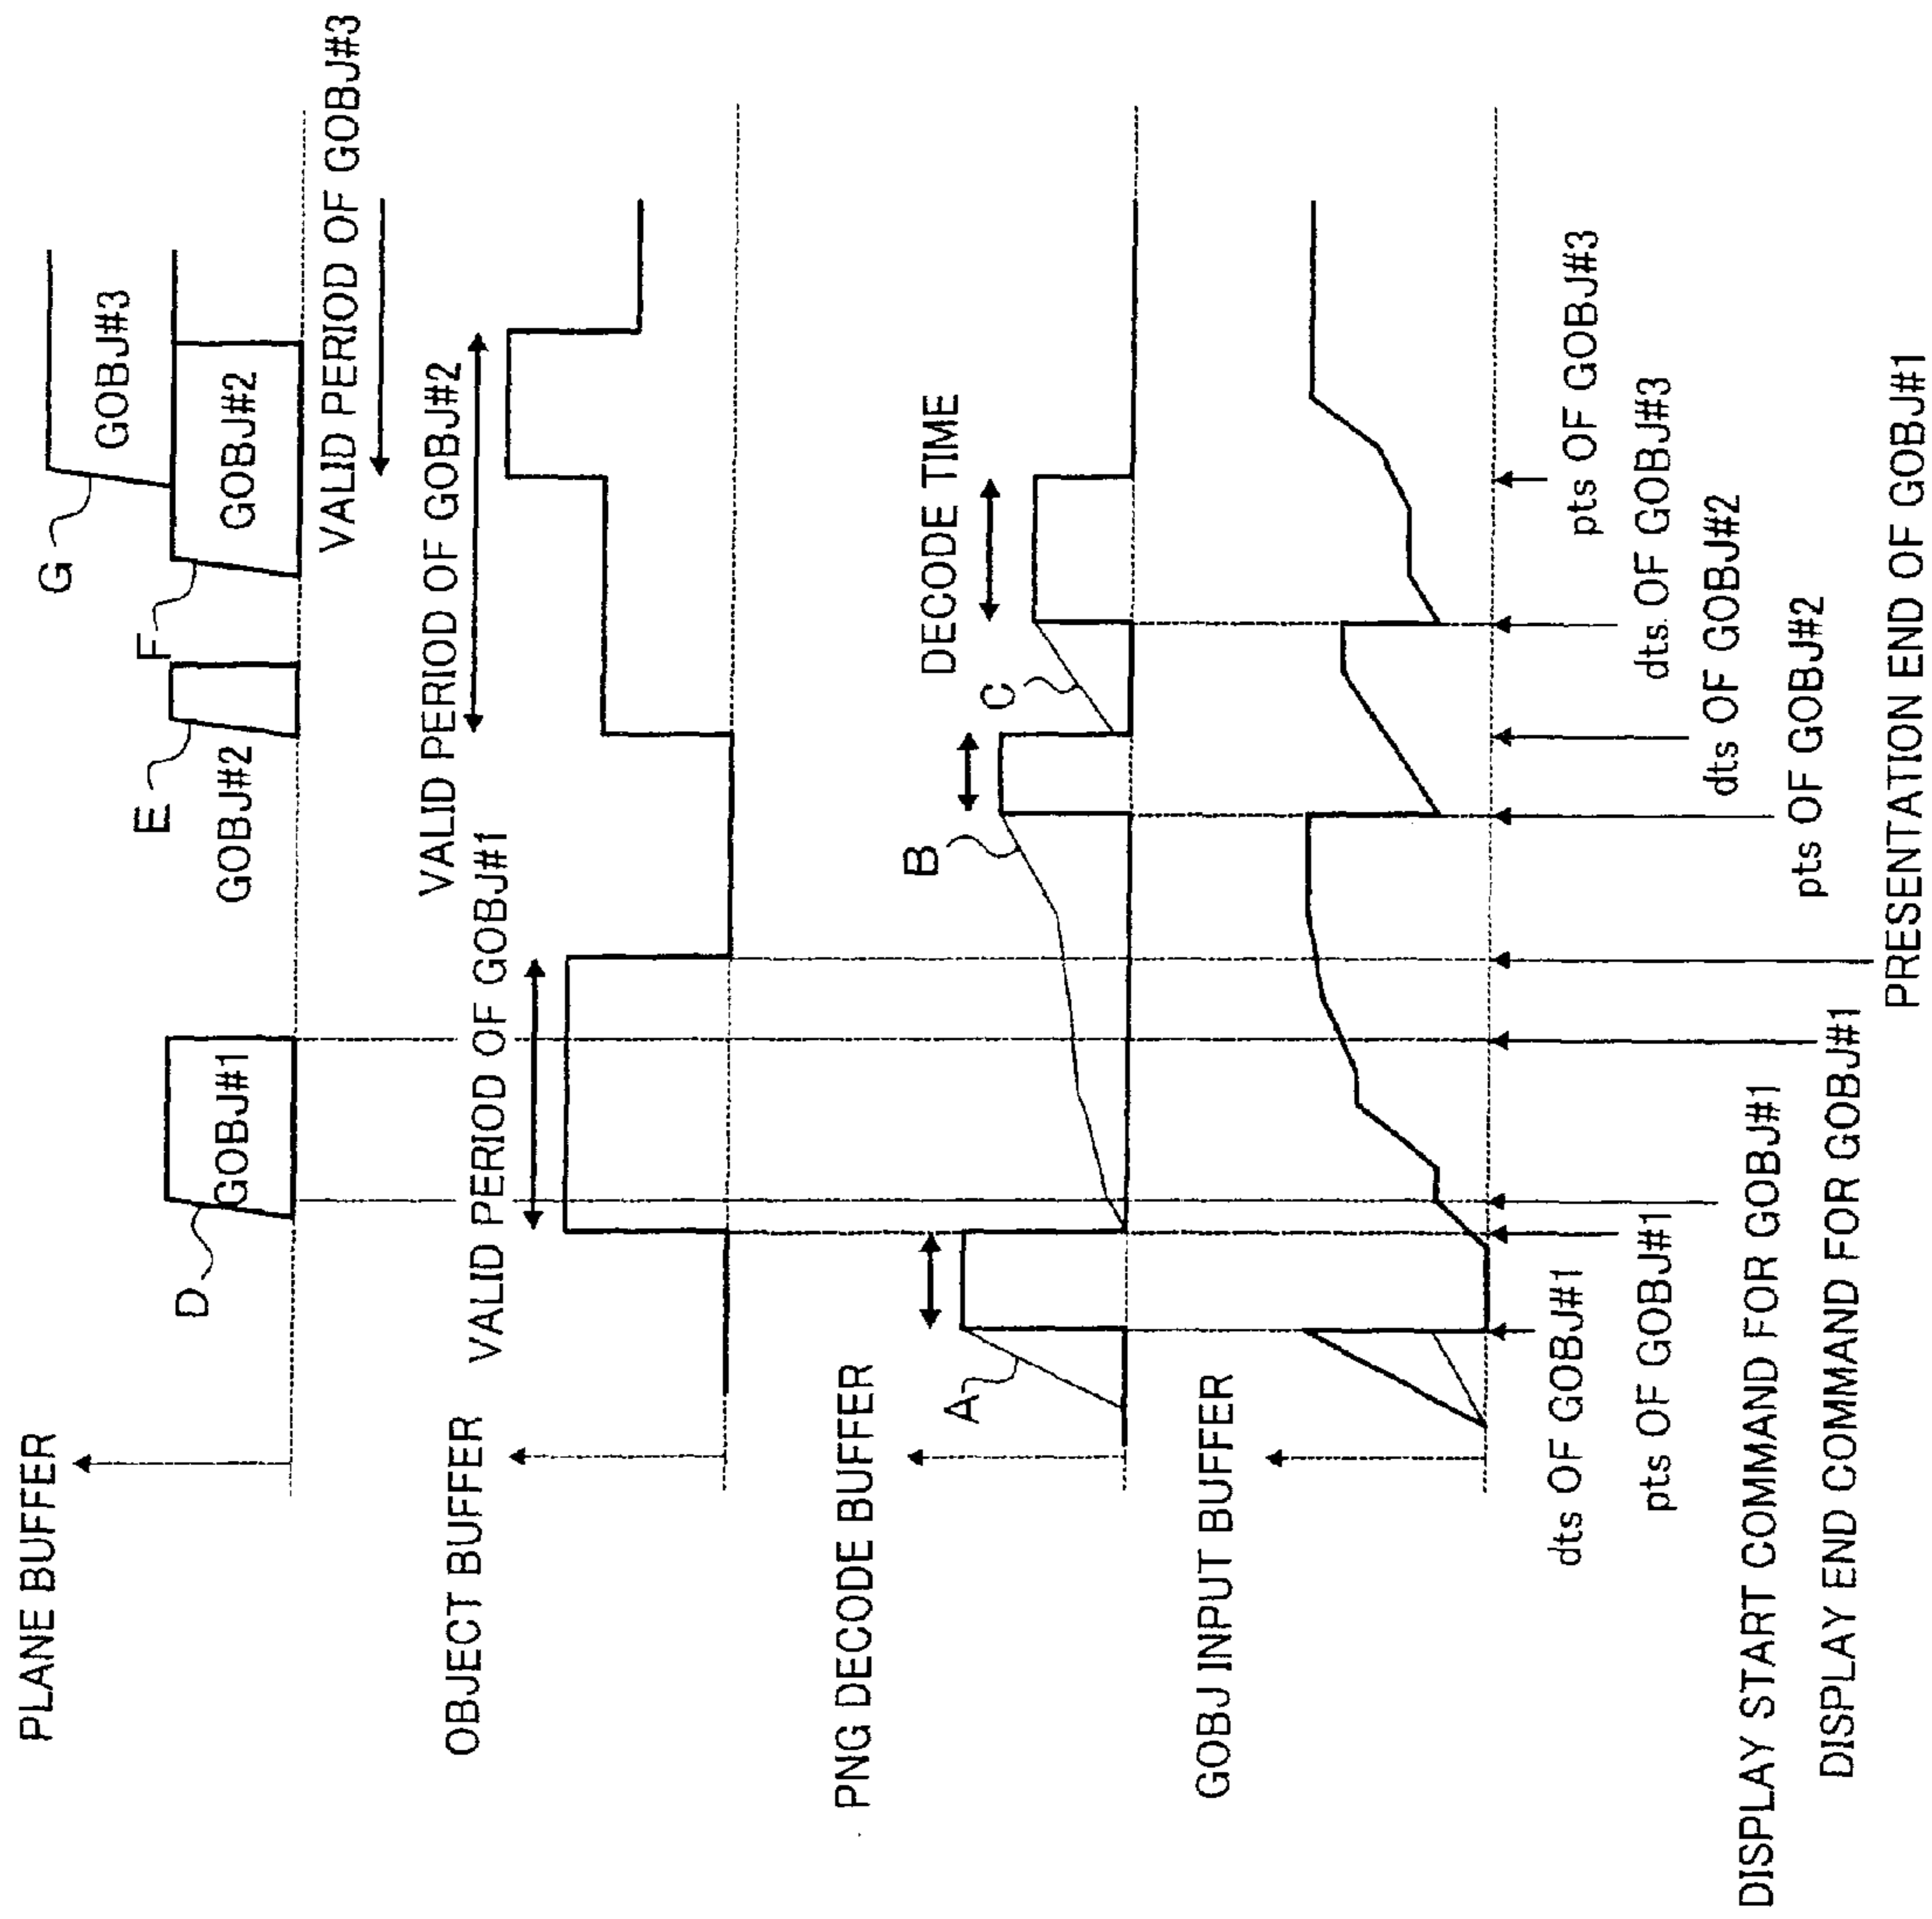 PLANE BUFFER
D
GOBJ#1
E
GOBJ#2
F
GOBJ#2
G
GOBJ#3
VALID PERIOD OF GOBJ#3
OBJECT BUFFER
VALID PERIOD OF GOBJ#1
VALID PERIOD OF GOBJ#2
PNG DECODE BUFFER
A
B
C
DECODE TIME
GOBJ INPUT BUFFER
dts OF GOBJ#1
pts OF GOBJ#1
DISPLAY START COMMAND FOR GOBJ#1
DISPLAY END COMMAND FOR GOBJ#1
PRESENTATION END OF GOBJ#1
pts OF GOBJ#2
dts OF GOBJ#2
dts. OF GOBJ#3
pts OF GOBJ#3